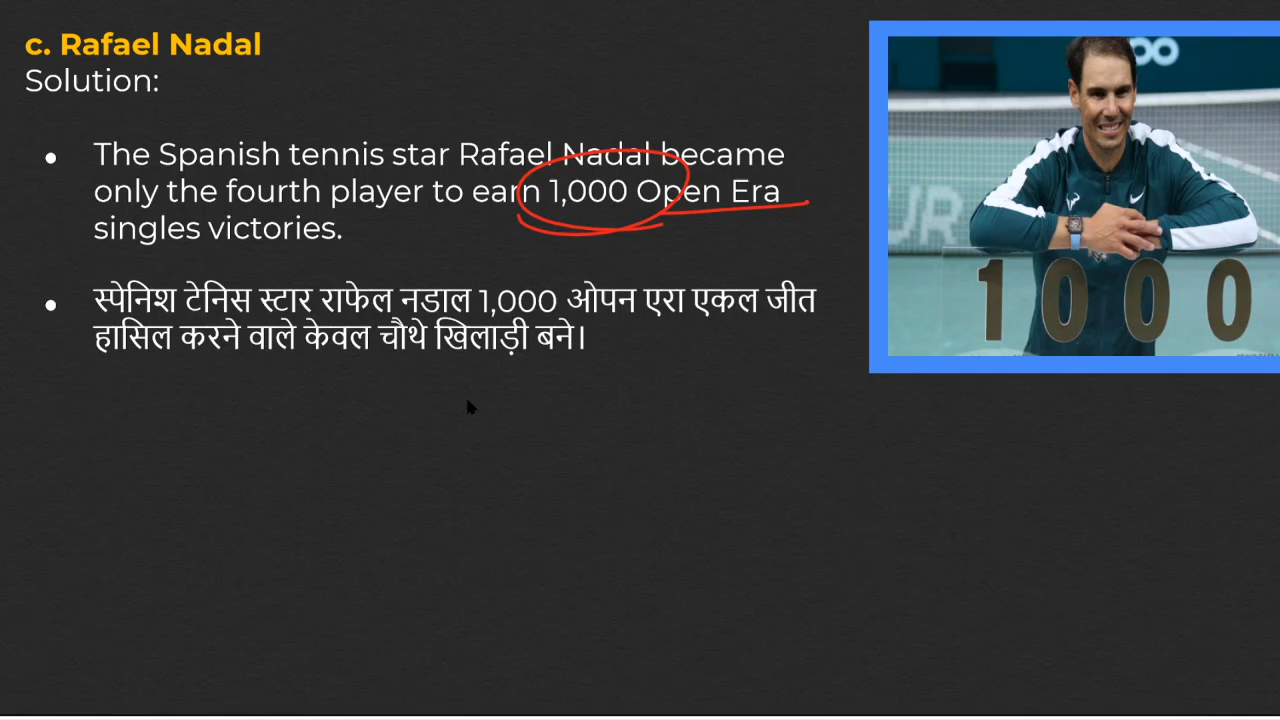 c. Rafael Nadal
Solution:
● The Spanish tennis star Rafael Nadal became
only the fourth player to earn 1,000 Open Era
singles victories.
● स्पेनिश टेनिस स्टार राफेल नडाल 1,000 ओपन एरा एकल जीत
हासिल करने वाले केवल चौथे खिलाड़ी बने।
1000